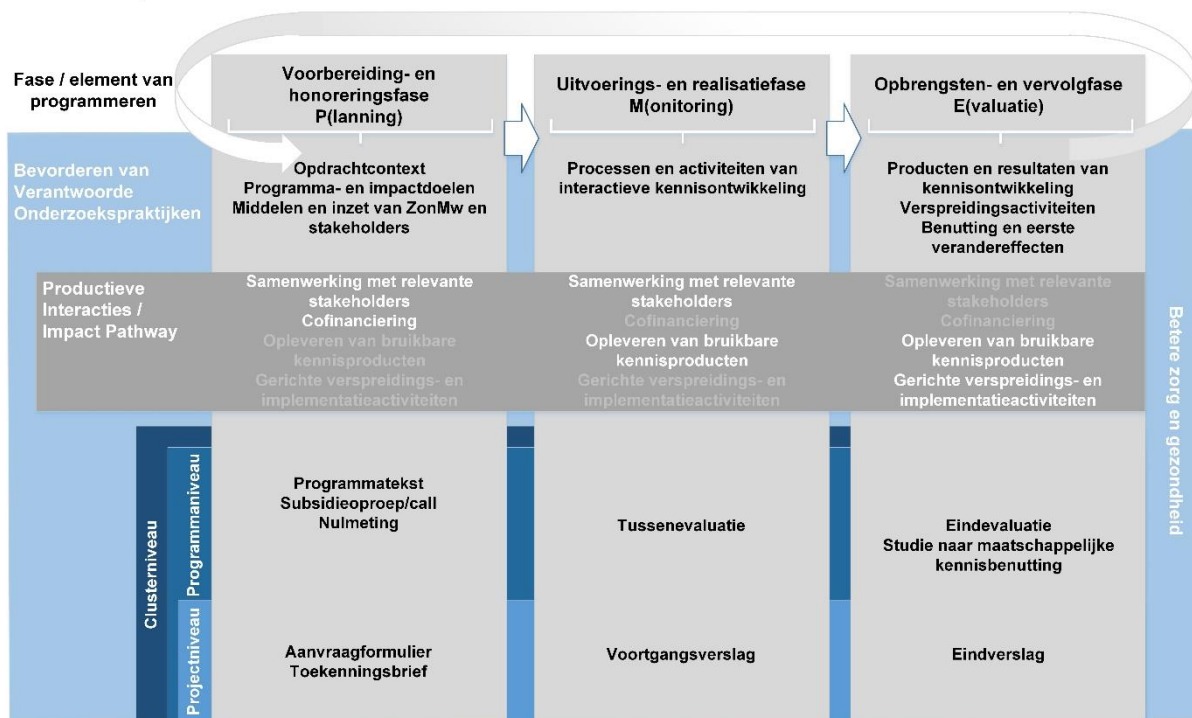 Fase / element van
programmeren
Voorbereiding- en
honoreringsfase
P(lanning)
Uitvoerings- en realisatiefase
M(onitoring)
Opbrengsten- en vervolgfase
E(valuatie)
Bevorderen van
Verantwoorde
Onderzoekspraktijken
Opdrachtcontext
Programma- en impactdoelen
Middelen en inzet van ZonMw en
stakeholders
Processen en activiteiten van
interactieve kennisontwikkeling
Producten en resultaten van
kennisontwikkeling
Verspreidingsactiviteiten
Benutting en eerste
verandereffecten
Productieve
Interacties /
Impact Pathway
Samenwerking met relevante
stakeholders
Cofinanciering
Opleveren van bruikbare
kennisproducten
Gerichte verspreidings- en
implementatieactiviteiten
Samenwerking met relevante
stakeholders
Cofinanciering
Opleveren van bruikbare
kennisproducten
Gerichte verspreidings- en
implementatieactiviteiten
Samenwerking met relevante
stakeholders
Cofinanciering
Opleveren van bruikbare
kennisproducten
Gerichte verspreidings- en
implementatieactiviteiten
Betere zorg en gezondheid
Clusterniveau
Programmaniveau
Programmatekst
Subsidieoproep/call
Nulmeting
Tussenevaluatie
Eindevaluatie
Studie naar maatschappelijke
kennisbenutting
Projectniveau
Aanvraagformulier
Toekenningsbrief
Voortgangsverslag
Eindverslag